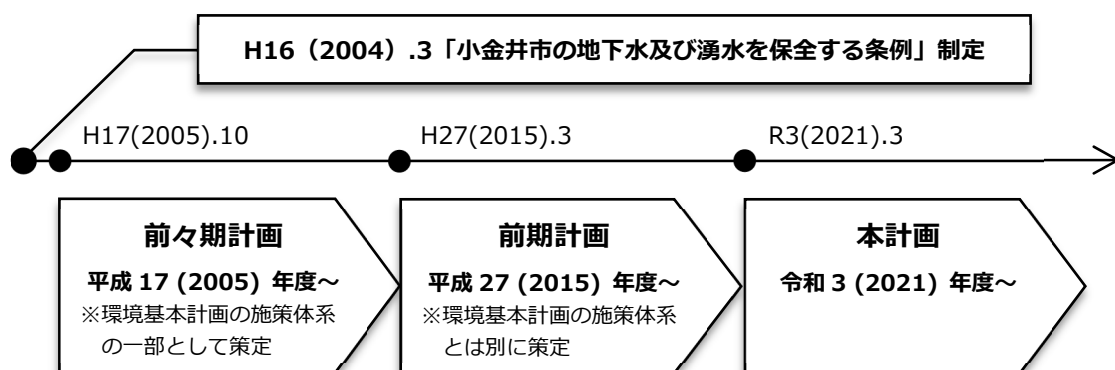 H16（2004）.3「小金井市の地下水及び湧水を保全する条例」制定
H17(2005).10
H27(2015).3
R3(2021).3
前々期計画
平成 17 (2005) 年度～
※環境基本計画の施策体系
の一部として策定
前期計画
平成 27 (2015) 年度～
※環境基本計画の施策体系
とは別に策定
本計画
令和 3 (2021) 年度～